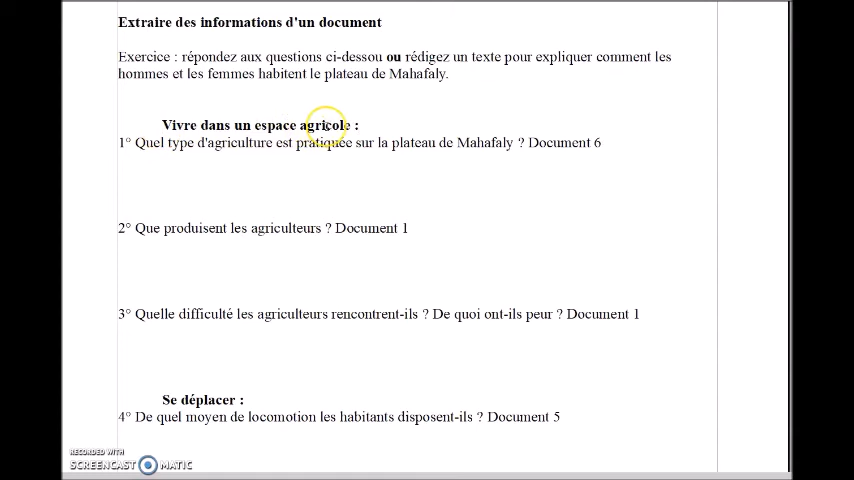 Extraire des informations d'un document
Exercice : répondez aux questions ci-dessou ou rédigez un texte pour expliquer comment les
hommes et les femmes habitent le plateau de Mahafaly.
Vivre dans un espace agricole :
1° Quel type d'agriculture est pratiquée sur la plateau de Mahafaly ? Document 6
2° Que produisent les agriculteurs ? Document 1
3° Quelle difficulté les agriculteurs rencontrent-ils ? De quoi ont-ils peur ? Document 1
Se déplacer :
4° De quel moyen de locomotion les habitants disposent-ils ? Document 5
RECORDED WITH
SCREENCAST MATIC